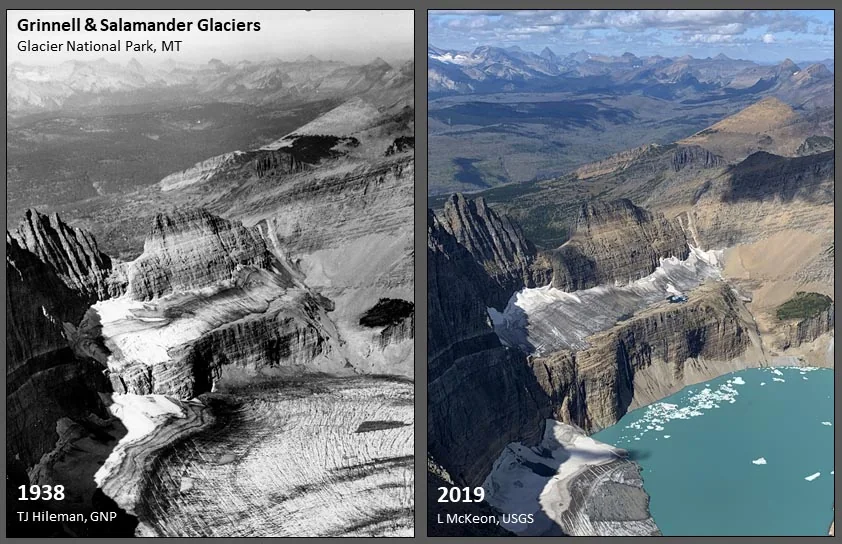 Grinnell & Salamander Glaciers
Glacier National Park, MT
1938
TJ Hileman, GNP
2019
L McKeon, USGS